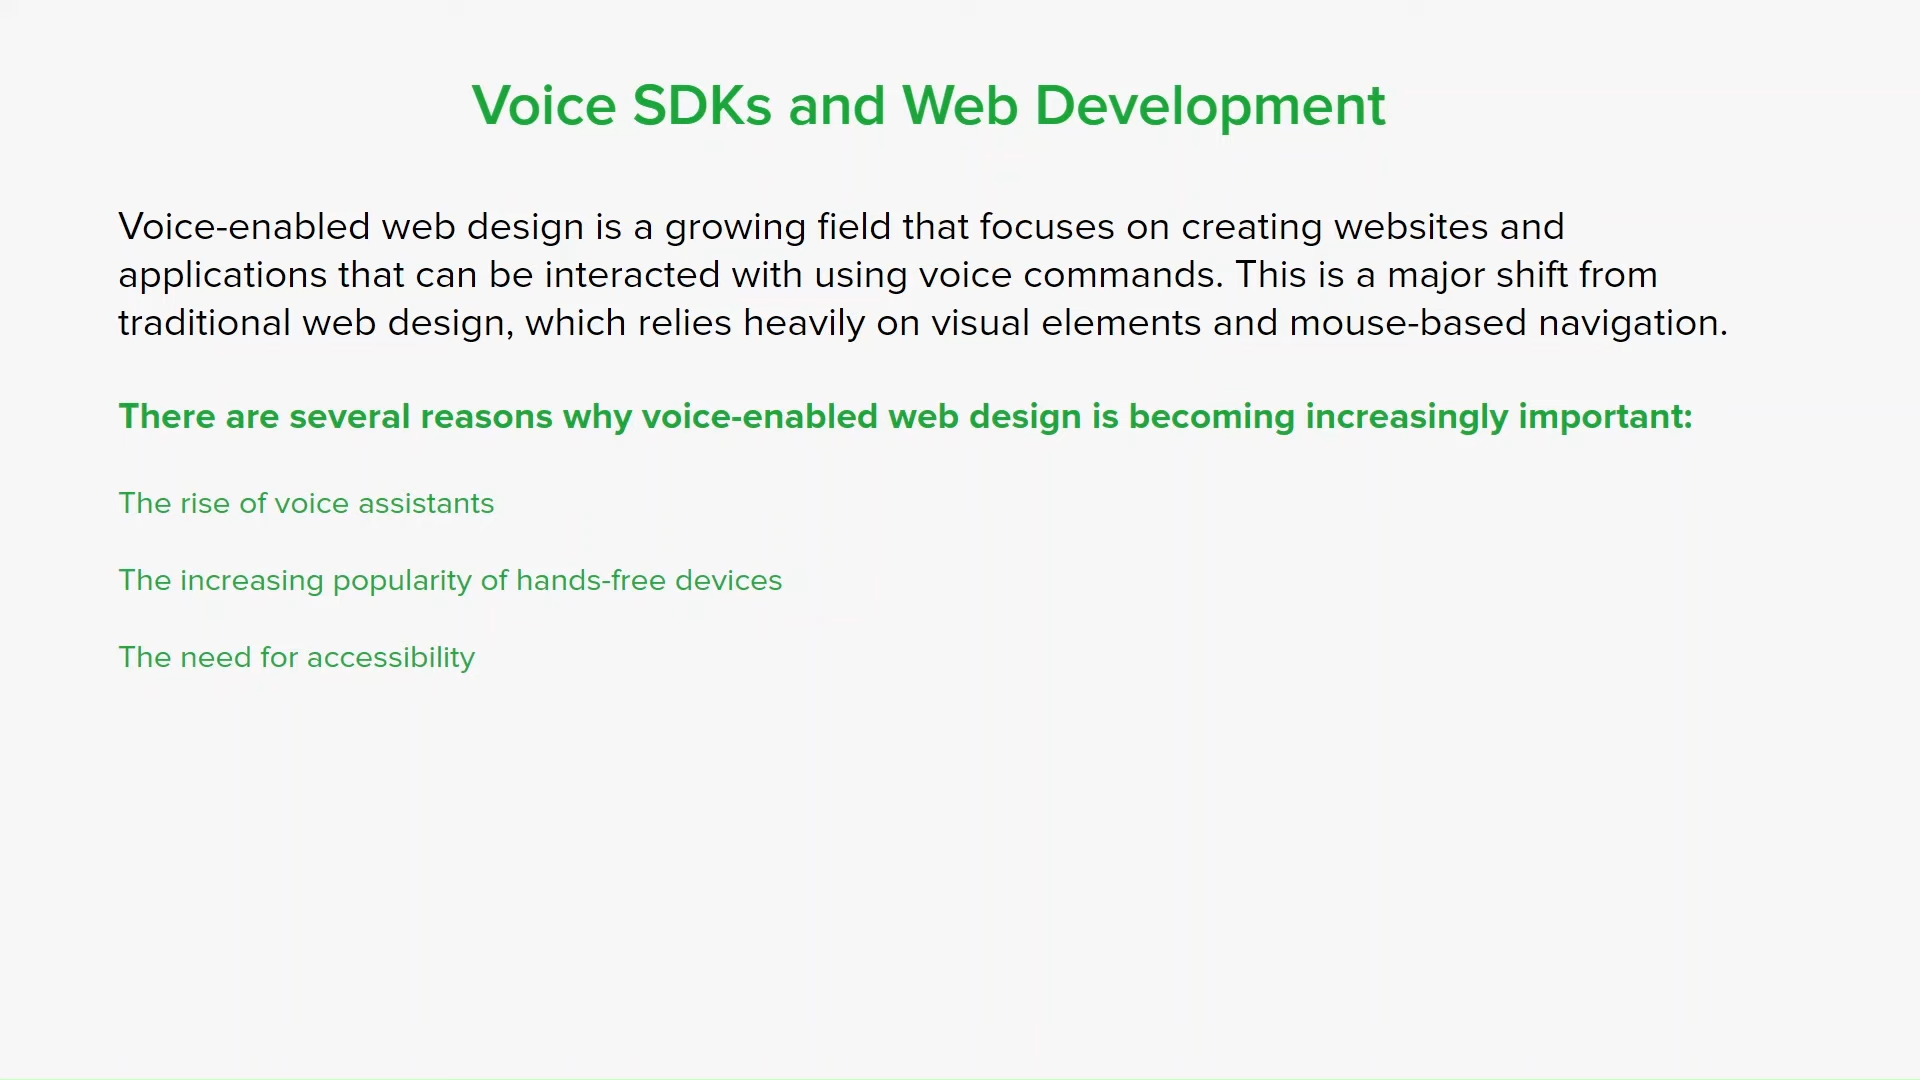 Voice SDKs and Web Development
Voice-enabled web design is a growing field that focuses on creating websites and
applications that can be interacted with using voice commands. This is a major shift from
traditional web design, which relies heavily on visual elements and mouse-based navigation.
There are several reasons why voice-enabled web design is becoming increasingly important:
The rise of voice assistants
The increasing popularity of hands-free devices
The need for accessibility